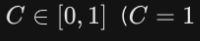 C ∈ [0, 1] (C = 1